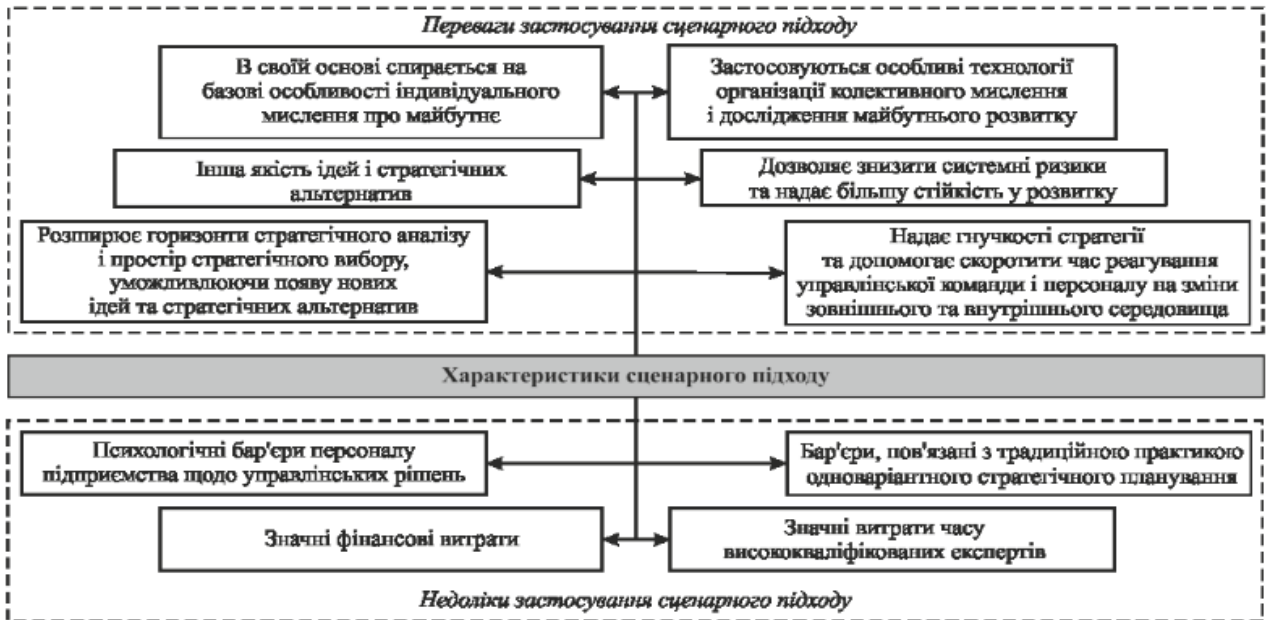 Переваги застосування сценарного підходу
В своїй основі спирається на
базові особливості індивідуального
мислення про майбутнє
Застосовуються особливі технології
організації колективного мислення
і дослідження майбутнього розвитку
Інша якість ідей і стратегічних
альтернатив
Дозволяє знизити системні ризики
та надає більшу стійкість у розвитку
Розширює горизонти стратегічного аналізу
і простір стратегічного вибору,
уможливлюючи появу нових
ідей та стратегічних альтернатив
Надає гнучкості стратегії
та допомогає скоротити час реагування
управлінської команди і персоналу на зміни
зовнішнього та внутрішнього середовища
Характеристики сценарного підходу
Психологічні бар'єри персоналу
підприємства щодо управлінських рішень
Бар'єри, пов'язані з традиційною практикою
одноваріантного стратегічного планування
Значні фінансові витрати
Значні витрати часу
висококваліфікованих експертів
Недоліки застосування сценарного підходу